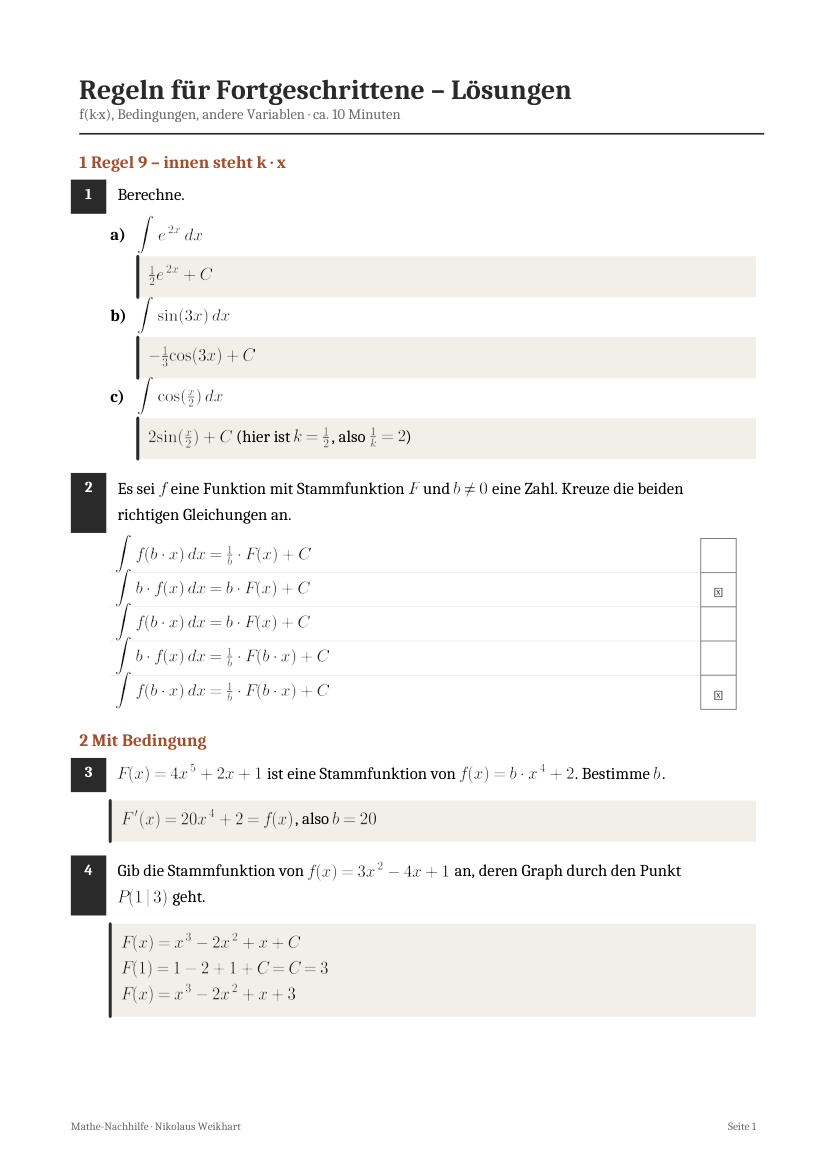 Regeln für Fortgeschrittene – Lösungen
f(k·x), Bedingungen, andere Variablen · ca. 10 Minuten
1 Regel 9 – innen steht k · x
1 Berechne.
a) ∫ e^{2x} dx
½e^{2x} + C
b) ∫ sin(3x) dx
−⅓cos(3x) + C
c) ∫ cos(x/2) dx
2sin(x/2) + C (hier ist k = 1/2, also 1/k = 2)
2 Es sei f eine Funktion mit Stammfunktion F und b ≠ 0 eine Zahl. Kreuze die beiden
richtigen Gleichungen an.
∫ f(b · x) dx = 1/b · F(x) + C
∫ b · f(x) dx = b · F(x) + C ☒
∫ f(b · x) dx = b · F(x) + C
∫ b · f(x) dx = 1/b · F(b · x) + C
∫ f(b · x) dx = 1/b · F(b · x) + C ☒
2 Mit Bedingung
3 F(x) = 4x^5 + 2x + 1 ist eine Stammfunktion von f(x) = b · x^4 + 2. Bestimme b.
F′(x) = 20x^4 + 2 = f(x), also b = 20
4 Gib die Stammfunktion von f(x) = 3x^2 − 4x + 1 an, deren Graph durch den Punkt
P(1 | 3) geht.
F(x) = x^3 − 2x^2 + x + C
F(1) = 1 − 2 + 1 + C = C = 3
F(x) = x^3 − 2x^2 + x + 3
Mathe-Nachhilfe · Nikolaus Weikhart Seite 1